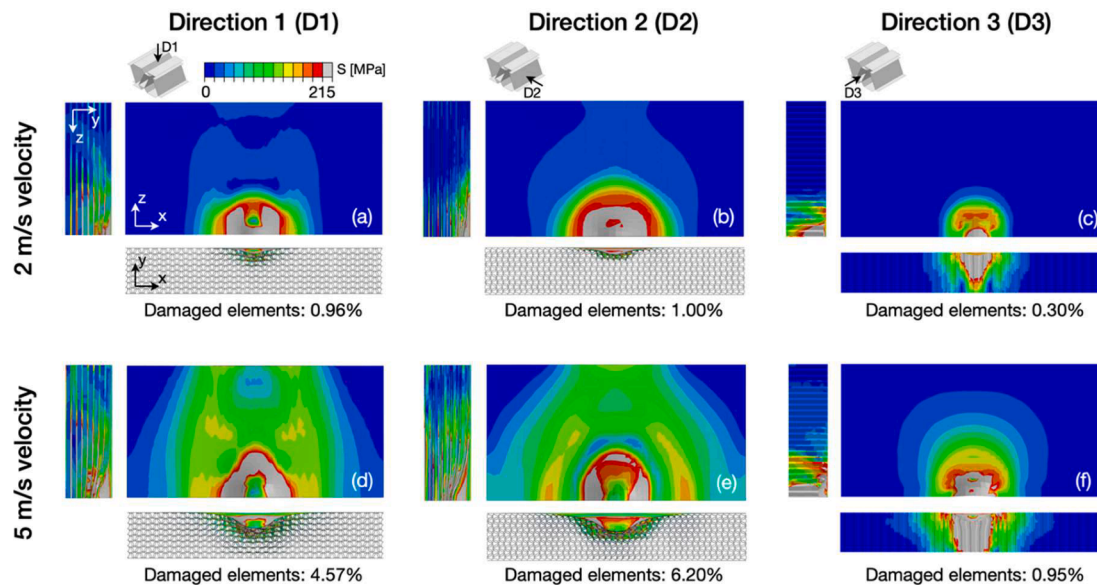 Direction 1 (D1)
Direction 2 (D2)
Direction 3 (D3)
D1
S [MPa]
0
215
D2
D3
2 m/s velocity
y
z
z
x
(a)
(b)
(c)
y
x
Damaged elements: 0.96%
Damaged elements: 1.00%
Damaged elements: 0.30%
5 m/s velocity
(d)
(e)
(f)
Damaged elements: 4.57%
Damaged elements: 6.20%
Damaged elements: 0.95%